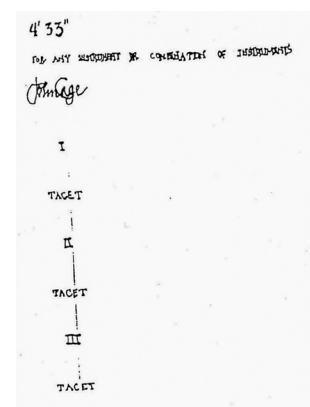 4'33"
FOR ANY INSTRUMENT OR COMBINATION OF INSTRUMENTS
John Cage
I
TACET
II
TACET
III
TACET